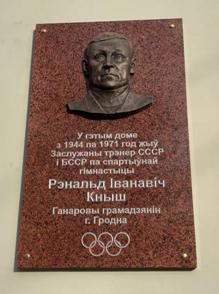 У гэтым доме
з 1944 па 1971 год жыў
Заслужаны трэнер СССР
і БССР па спартыўнай
гімнастыцы
Рэнальд Іванавіч
Кныш
Ганаровы грамадзянін
г. Гродна